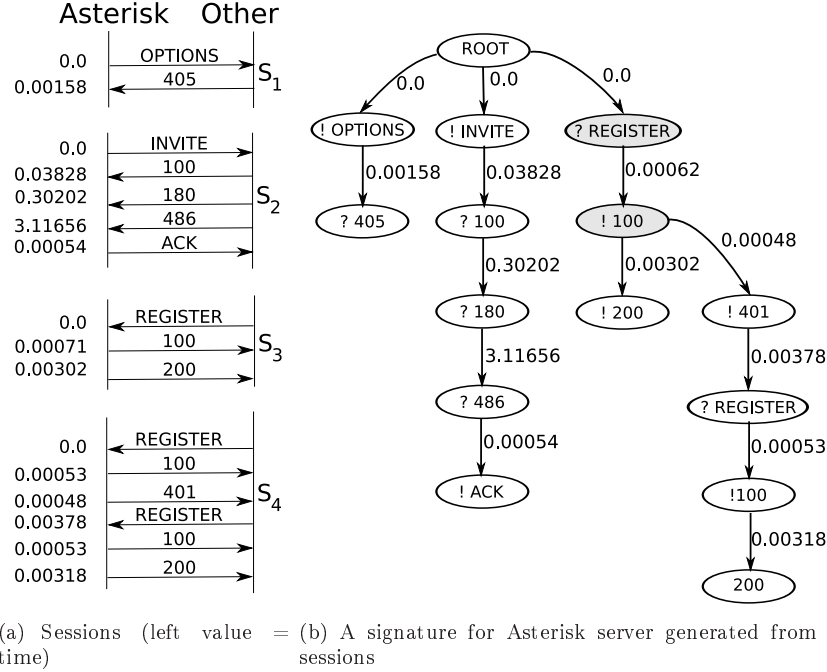 Asterisk Other
0.0 OPTIONS
0.00158 405
S1
0.0 INVITE
0.03828 100
0.30202 180
S2
3.11656 486
0.00054 ACK
0.0 REGISTER
0.00071 100
S3
0.00302 200
0.0 REGISTER
0.00053 100
0.00048 401
S4
0.00378 REGISTER
0.00053 100
0.00318 200
ROOT
0.0 0.0 0.0
! OPTIONS ! INVITE ? REGISTER
0.00158 0.03828 0.00062
? 405 ? 100 ! 100
0.00048
0.30202 0.00302
? 180 ! 200 ! 401
3.11656 0.00378
? 486 ? REGISTER
0.00054 0.00053
! ACK !100
0.00318
200
(a) Sessions (left value = time)
(b) A signature for Asterisk server generated from sessions